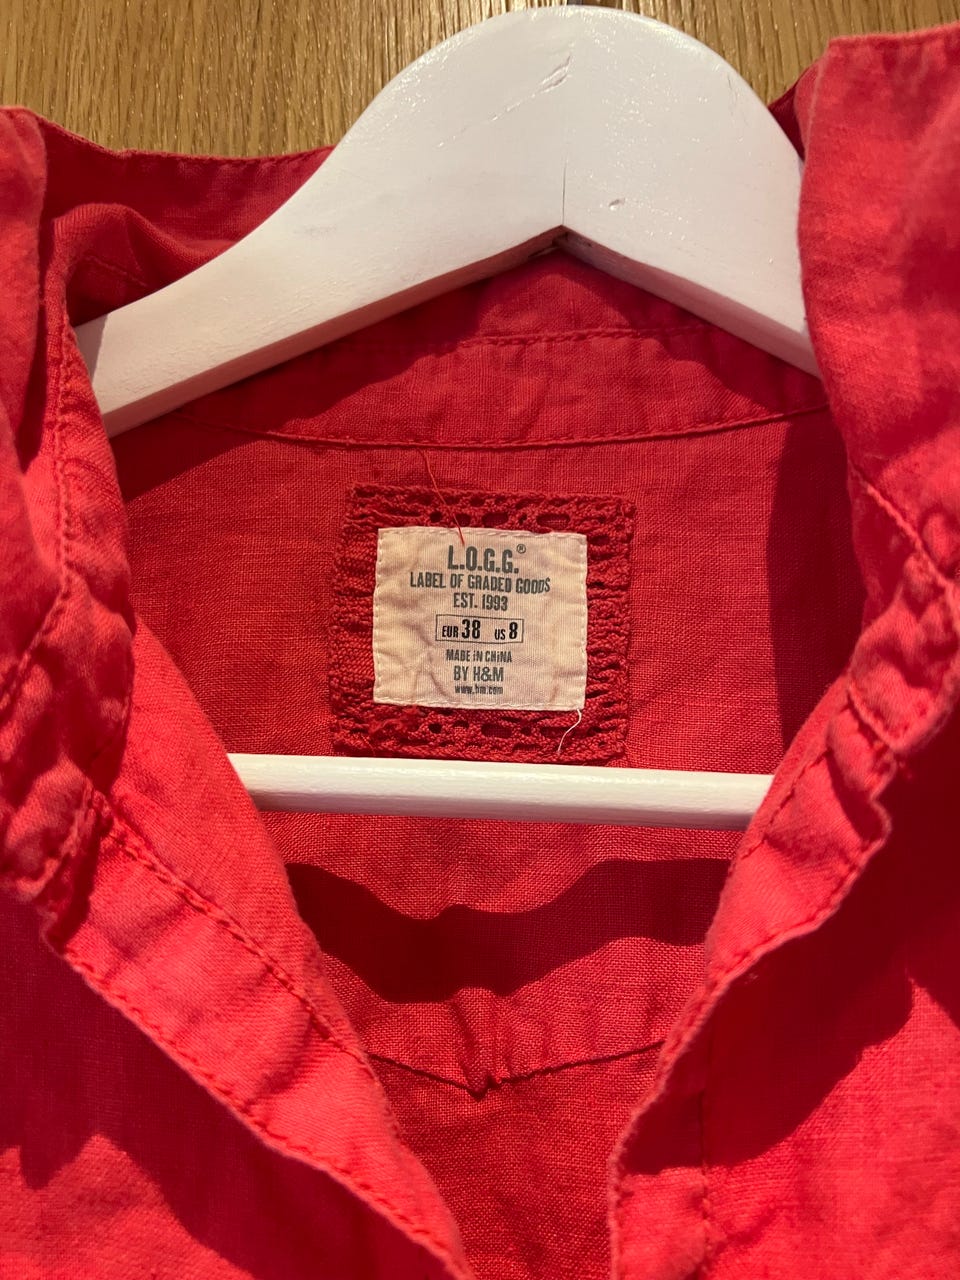 L.O.G.G.®
LABEL OF GRADED GOODS
EST. 1993
EUR 38 US 8
MADE IN CHINA
BY H&M
www.hm.com